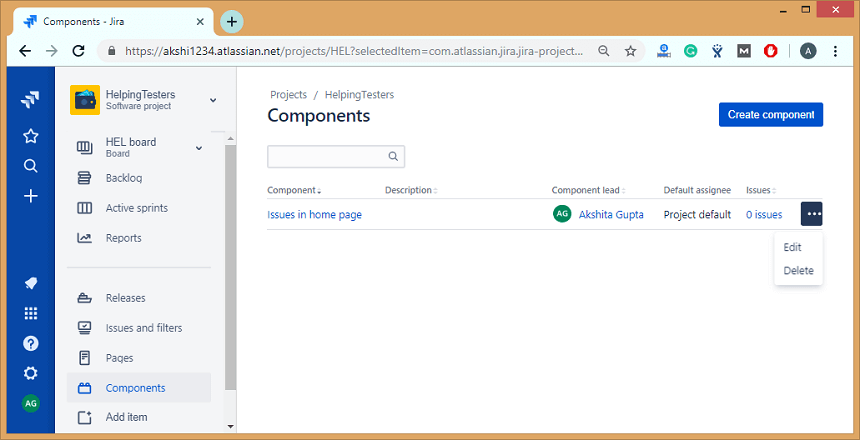 Components - Jira
https://akshi1234.atlassian.net/projects/HEL?selectedItem=com.atlassian.jira.jira-project...
A
HelpingTesters
Software project
HEL board
Board
Backlog
Active sprints
Reports
Releases
Issues and filters
Pages
Components
Add item
AG
Projects / HelpingTesters
Components
Create component
Component Description Component lead Default assignee Issues
Issues in home page AG Akshita Gupta Project default 0 issues
Edit
Delete